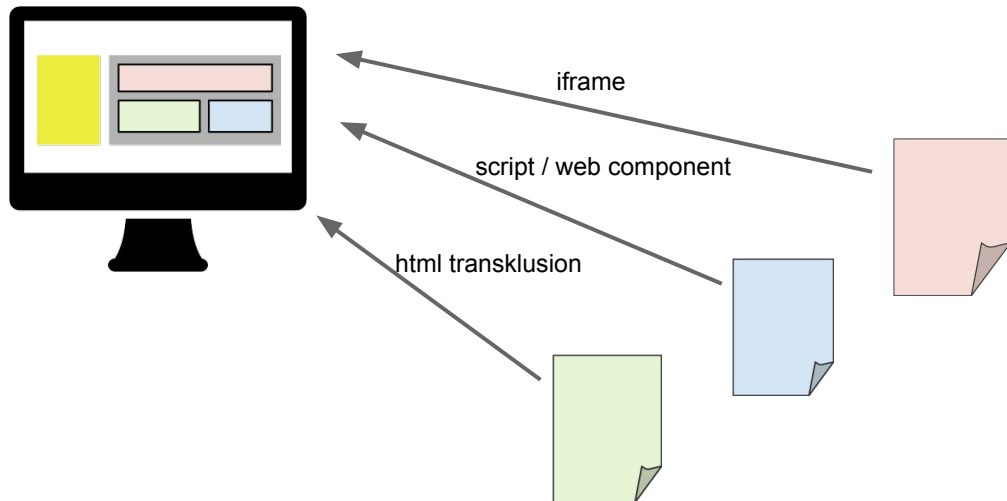 iframe
script / web component
html transklusion